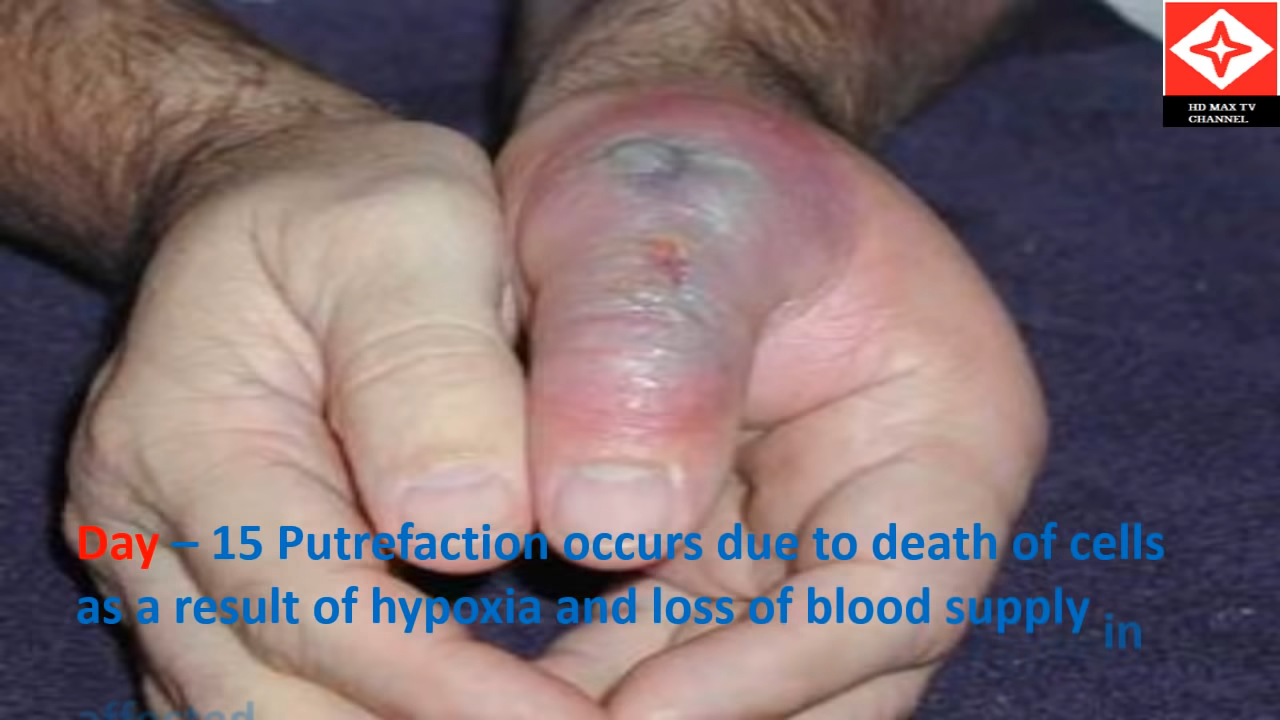 HD MAX TV
CHANNEL
Day – 15 Putrefaction occurs due to death of cells
as a result of hypoxia and loss of blood supply in
affected